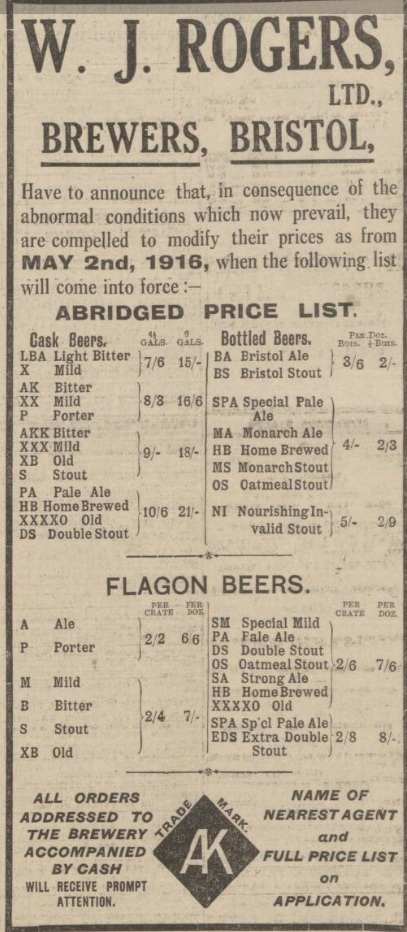 W. J. ROGERS,
LTD.,
BREWERS, BRISTOL,
Have to announce that, in consequence of the
abnormal conditions which now prevail, they
are compelled to modify their prices as from
MAY 2nd, 1916, when the following list
will come into force :—
ABRIDGED PRICE LIST.
Cask Beers. 4½ GALS. 9 GALS.
LBA Light Bitter
X Mild
7/6 15/-
AK Bitter
XX Mild
P Porter
8/3 16/6
AKK Bitter
XXX Mild
XB Old
S Stout
9/- 18/-
PA Pale Ale
HB Home Brewed
XXXXO Old
DS Double Stout
10/6 21/-
Bottled Beers. PER DOZ. BOTS. ½-BOTS.
BA Bristol Ale
BS Bristol Stout
3/6 2/-
SPA Special Pale
Ale
MA Monarch Ale
HB Home Brewed
MS Monarch Stout
OS Oatmeal Stout
4/- 2/3
NI Nourishing In-
valid Stout
5/- 2/9
FLAGON BEERS.
PER CRATE PER DOZ.
A Ale
P Porter
2/2 6/6
M Mild
B Bitter
S Stout
XB Old
2/4 7/-
PER CRATE PER DOZ.
SM Special Mild
PA Pale Ale
DS Double Stout
OS Oatmeal Stout
SA Strong Ale
HB Home Brewed
XXXXO Old
2/6 7/6
SPA Sp'cl Pale Ale
EDS Extra Double
Stout
2/8 8/-
ALL ORDERS
ADDRESSED TO
THE BREWERY
ACCOMPANIED
BY CASH
WILL RECEIVE PROMPT
ATTENTION.
TRADE MARK.
AK
NAME OF
NEAREST AGENT
and
FULL PRICE LIST
on
APPLICATION.